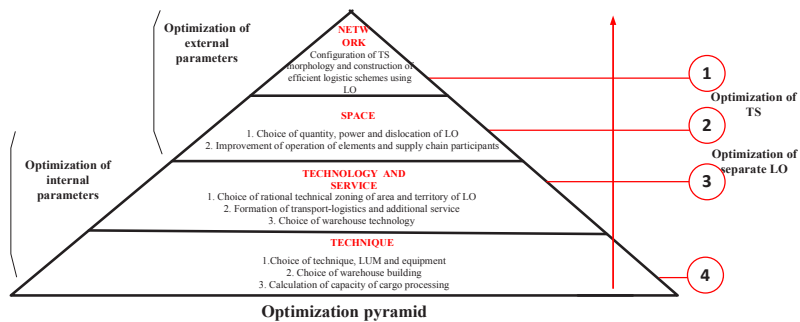 Optimization of
external
parameters
NETW
ORK
Configuration of TS
morphology and construction of
efficient logistic schemes using
LO
1
Optimization of
TS
SPACE
1. Choice of quantity, power and dislocation of LO
2. Improvement of operation of elements and supply chain participants
2
Optimization of
separate LO
Optimization of
internal
parameters
TECHNOLOGY AND
SERVICE
1. Choice of rational technical zoning of area and territory of LO
2. Formation of transport-logistics and additional service
3. Choice of warehouse technology
3
TECHNIQUE
1.Choice of technique, LUM and equipment
2. Choice of warehouse building
3. Calculation of capacity of cargo processing
4
Optimization pyramid